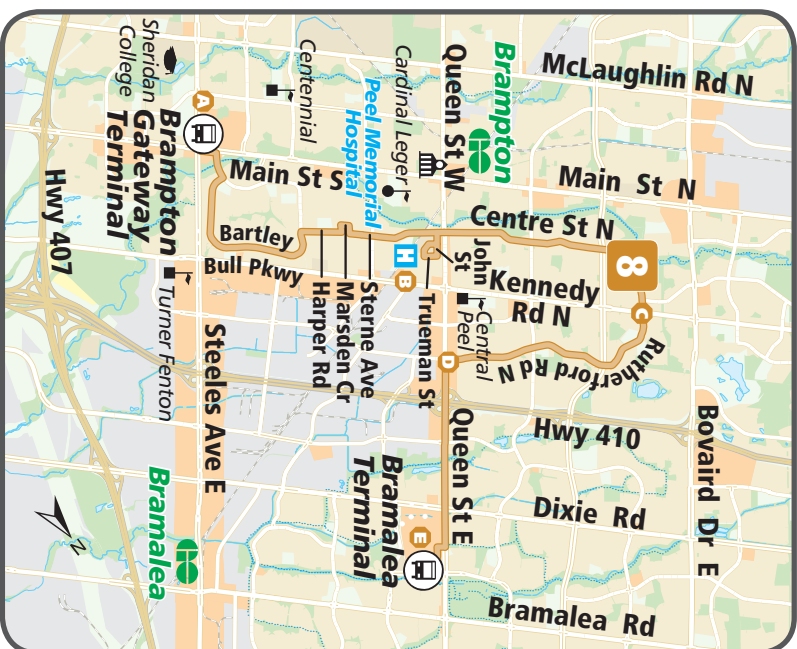 McLaughlin Rd N
Main St N
Centre St N
Kennedy
Rd N
Rutherford Rd N
Hwy 410
Dixie Rd
Bramalea Rd
Bovaird Dr E
8
C
Brampton
GO
Queen St W
Cardinal Leger
Peel Memorial
Hospital
Centennial
Sheridan
College
A
Brampton
Gateway
Terminal
Main St S
Bartley
Bull Pkwy
H
B
John
St
Central
Peel
Trueman St
Sterne Ave
Marsden Cr
Harper Rd
D
Turner Fenton
Hwy 407
Steeles Ave E
Queen St E
Bramalea
Terminal
E
Bramalea
GO
N